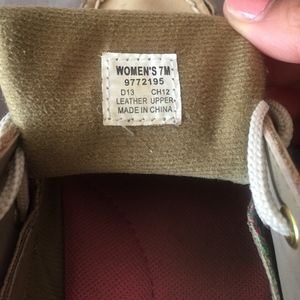 WOMEN'S 7M
9772195
D13 CH12
LEATHER UPPER
MADE IN CHINA